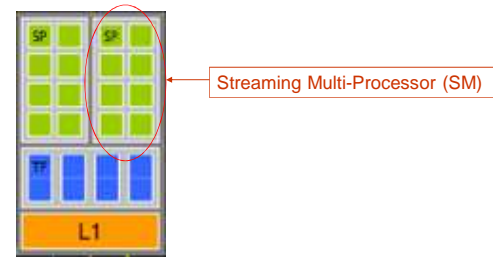 SP
SP
Streaming Multi-Processor (SM)
TF
L1